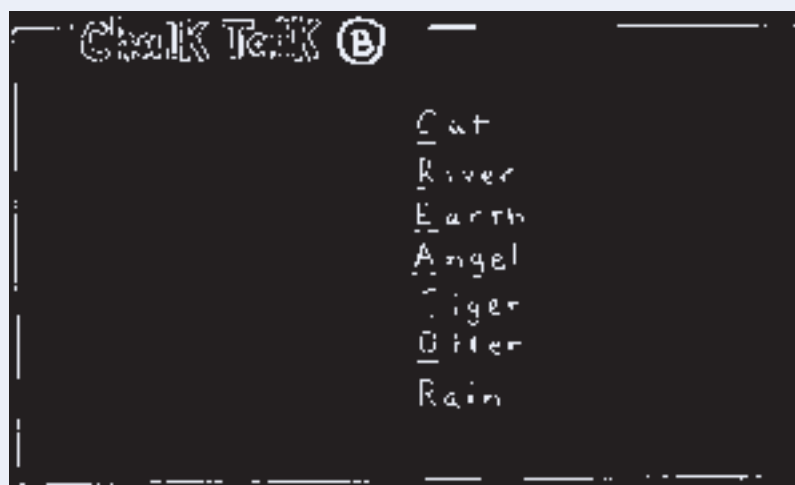 Chalk Talk B
Cat
River
Earth
Angel
Tiger
Otter
Rain